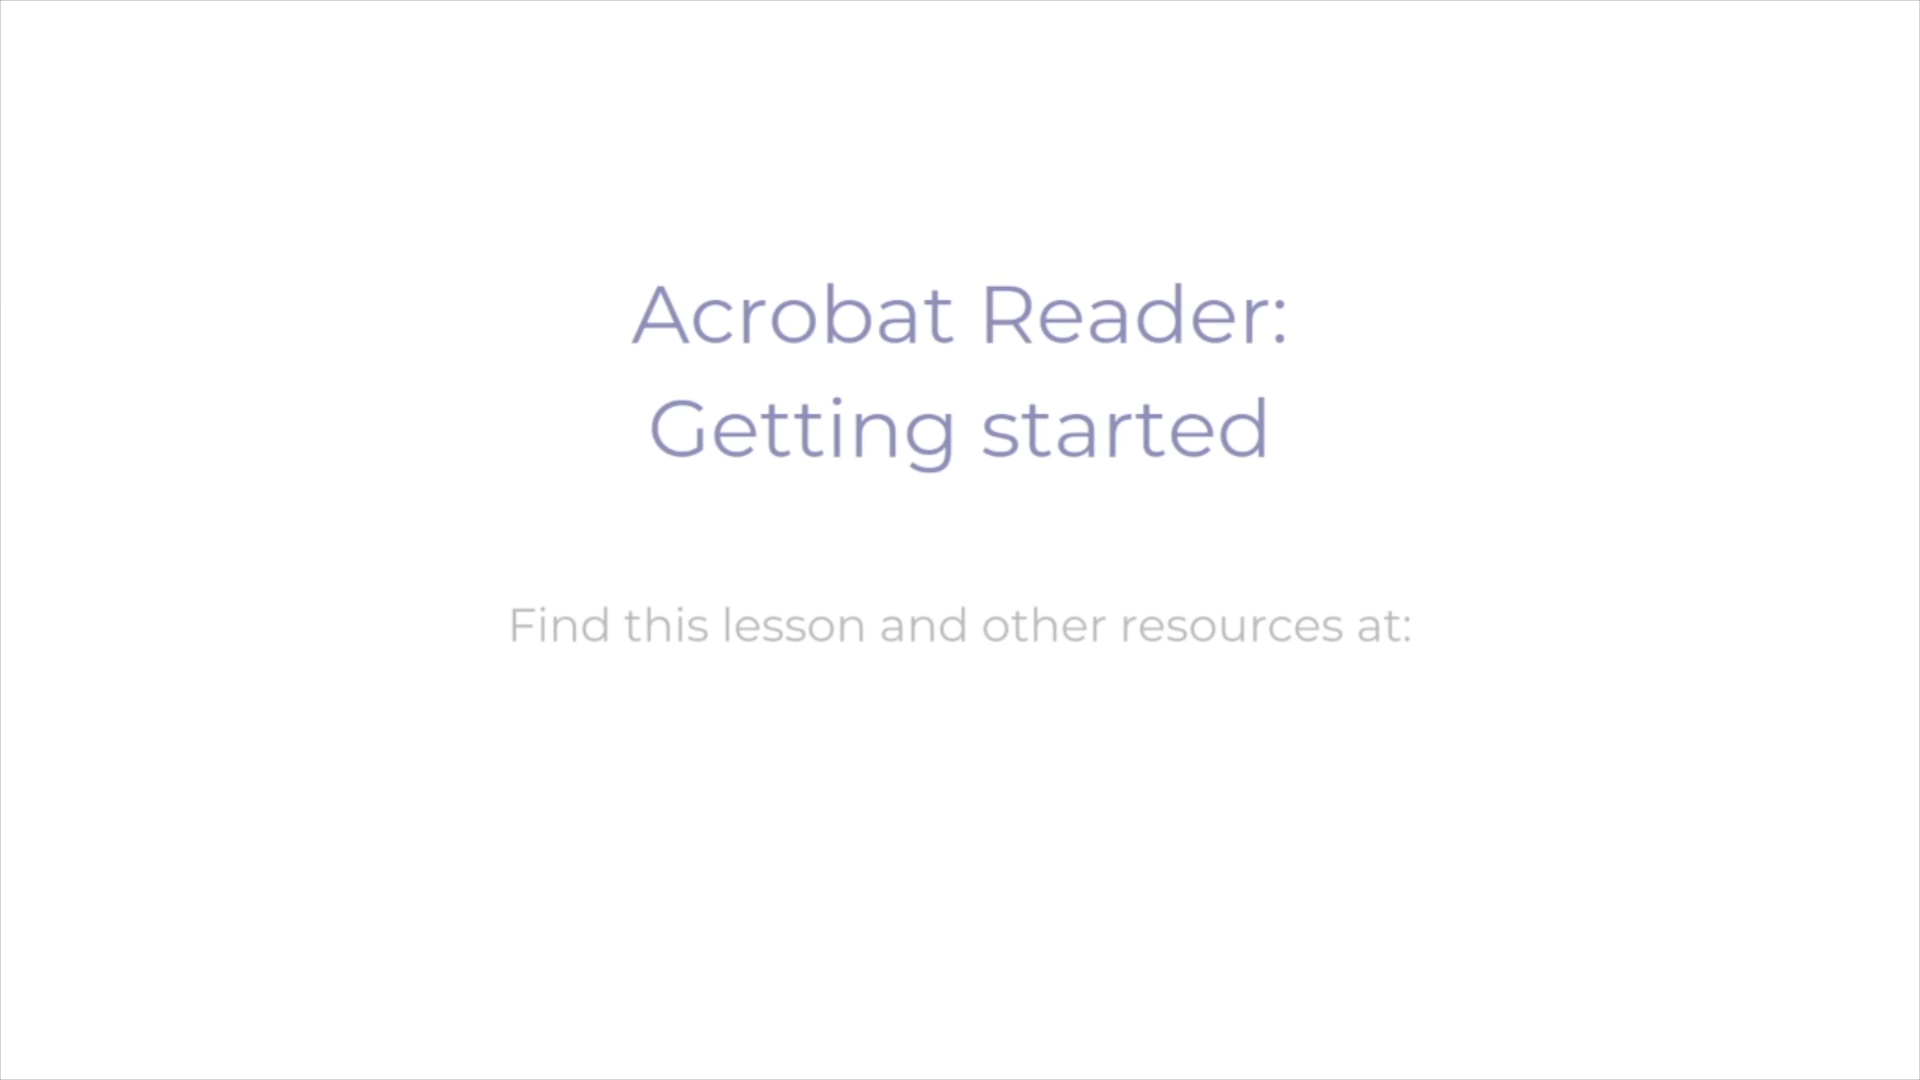 Acrobat Reader:
Getting started
Find this lesson and other resources at: